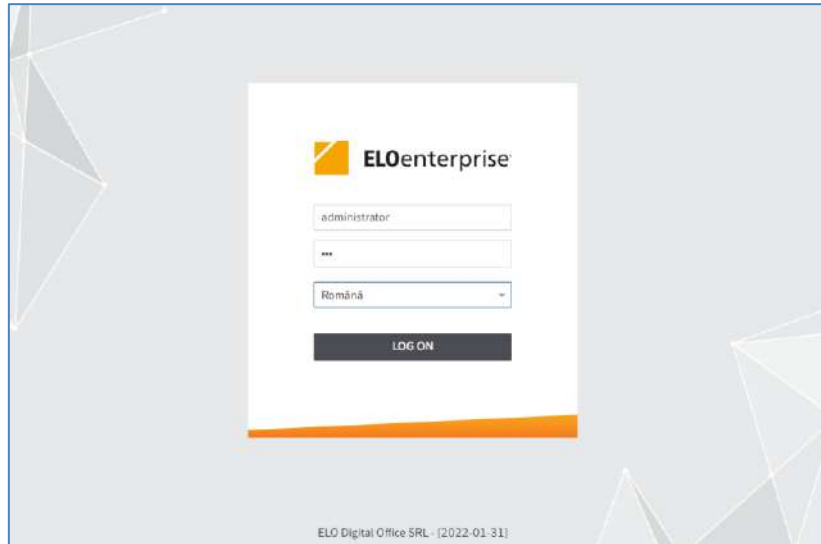 ELOenterprise
administrator
•••
Română
LOG ON
ELO Digital Office SRL - [2022-01-31]